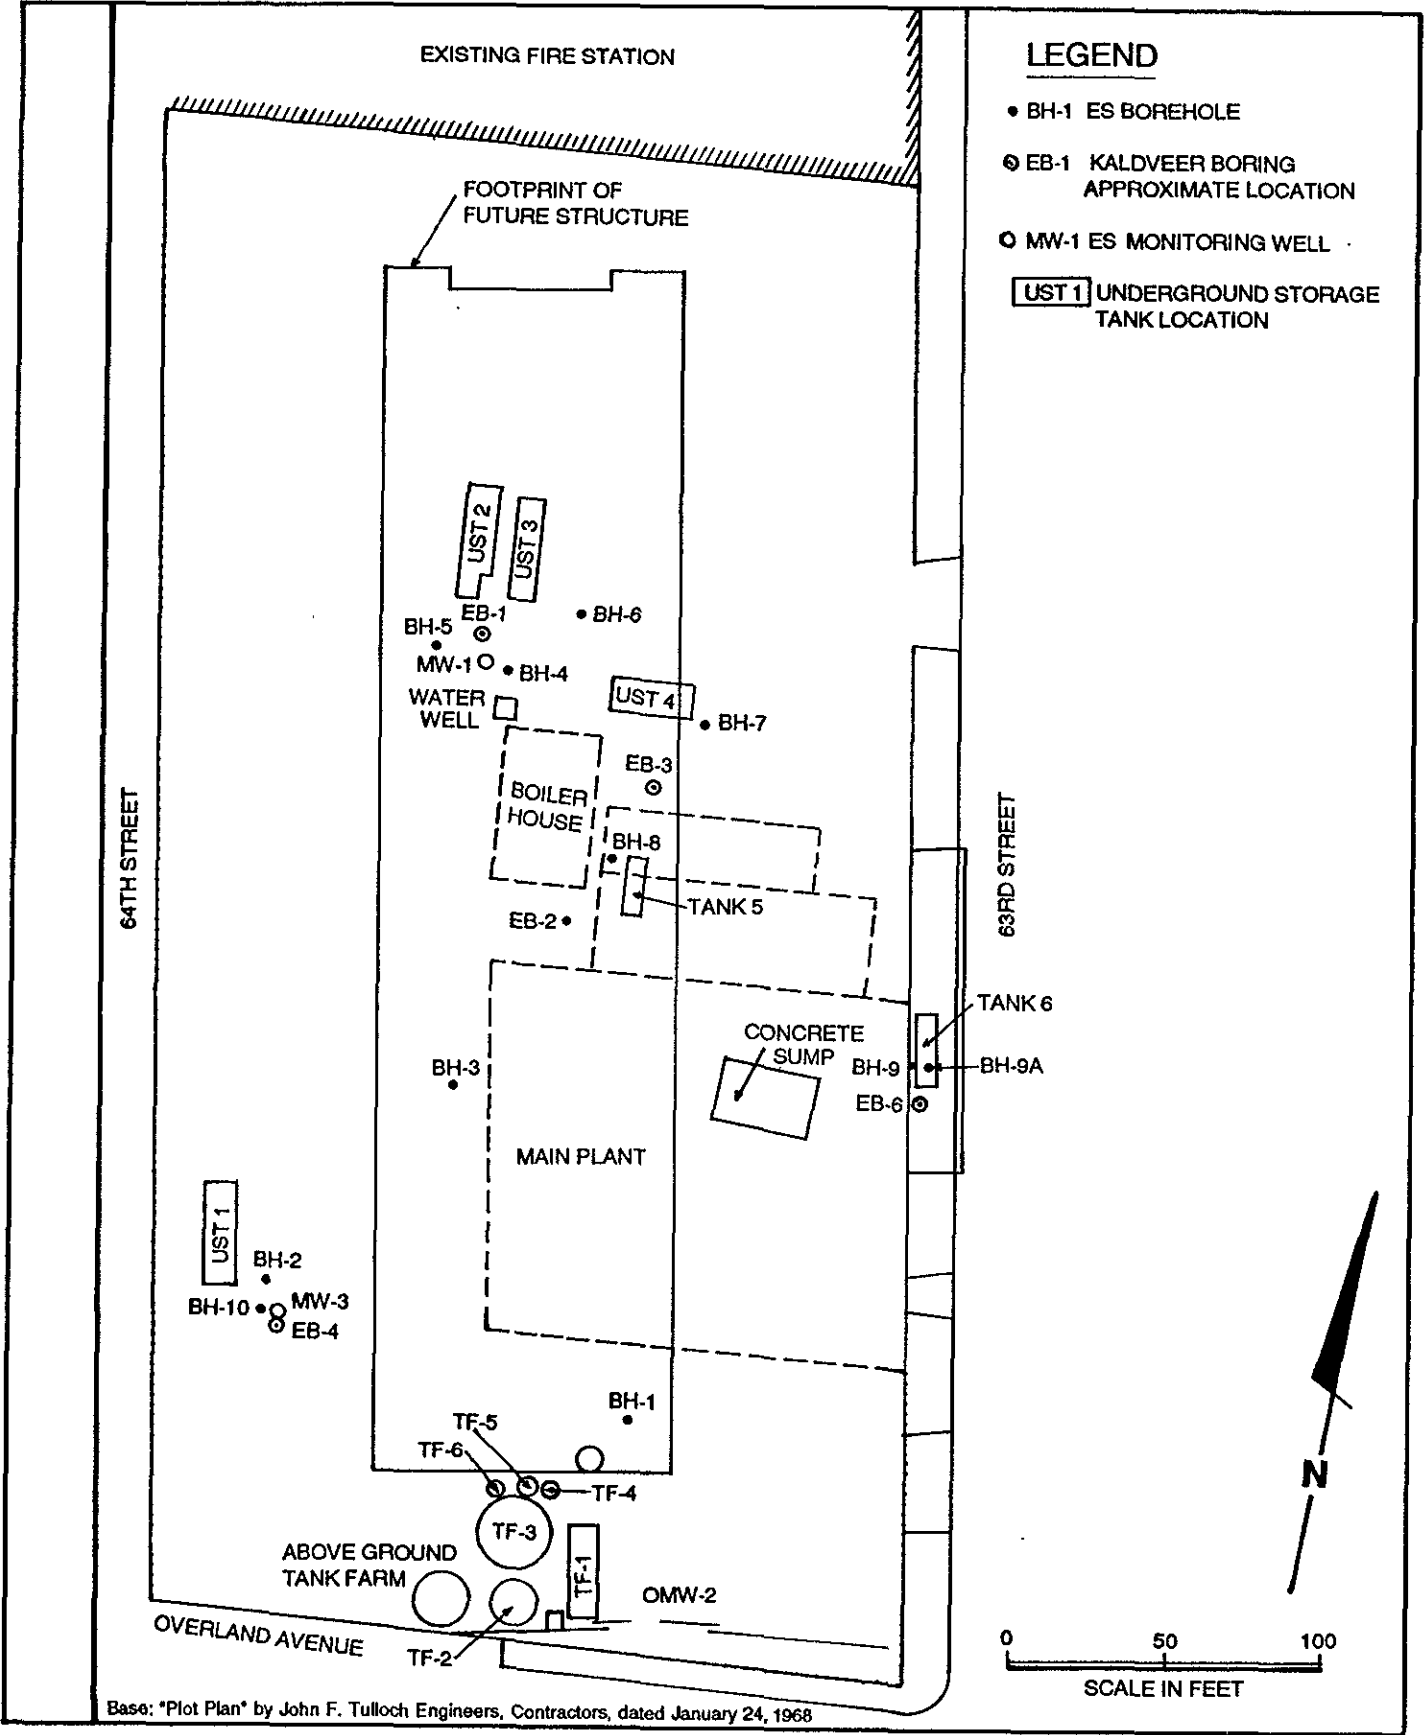 EXISTING FIRE STATION
LEGEND
BH-1 ES BOREHOLE
EB-1 KALDVEER BORING
APPROXIMATE LOCATION
MW-1 ES MONITORING WELL
UST 1 UNDERGROUND STORAGE
TANK LOCATION
FOOTPRINT OF
FUTURE STRUCTURE
UST 2
UST 3
EB-1
BH-6
BH-5
MW-1
BH-4
WATER
WELL
UST 4
BH-7
EB-3
BOILER
HOUSE
BH-8
TANK 5
EB-2
64TH STREET
63RD STREET
TANK 6
CONCRETE
SUMP
BH-9
BH-9A
EB-6
BH-3
MAIN PLANT
UST 1
BH-2
BH-10
MW-3
EB-4
BH-1
TF-5
TF-6
TF-4
TF-3
TF-1
ABOVE GROUND
TANK FARM
OMW-2
OVERLAND AVENUE
TF-2
N
0 50 100
SCALE IN FEET
Base: "Plot Plan" by John F. Tulloch Engineers, Contractors, dated January 24, 1968